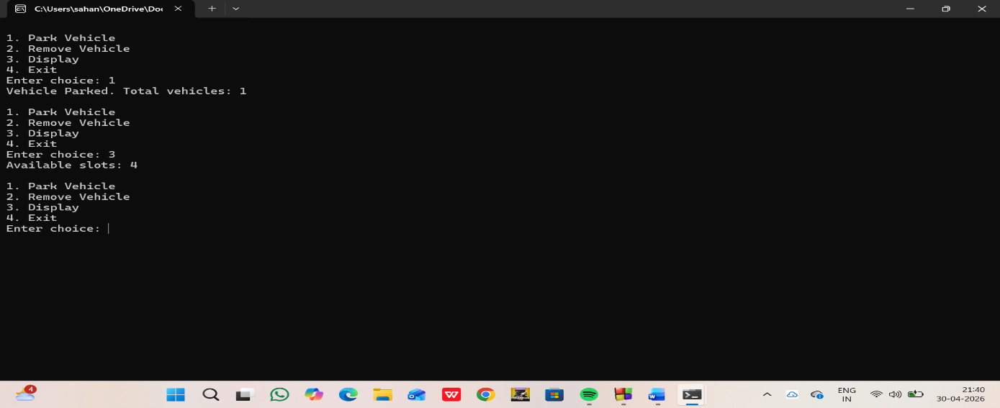 C:\Users\sahan\OneDrive\Doc
1. Park Vehicle
2. Remove Vehicle
3. Display
4. Exit
Enter choice: 1
Vehicle Parked. Total vehicles: 1
1. Park Vehicle
2. Remove Vehicle
3. Display
4. Exit
Enter choice: 3
Available slots: 4
1. Park Vehicle
2. Remove Vehicle
3. Display
4. Exit
Enter choice:
4
ENG
IN
21:40
30-04-2026